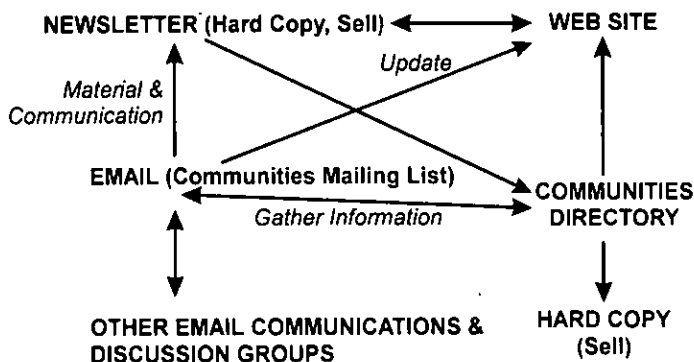 NEWSLETTER (Hard Copy, Sell)
WEB SITE
Update
Material &
Communication
EMAIL (Communities Mailing List)
COMMUNITIES
DIRECTORY
Gather Information
OTHER EMAIL COMMUNICATIONS &
DISCUSSION GROUPS
HARD COPY
(Sell)